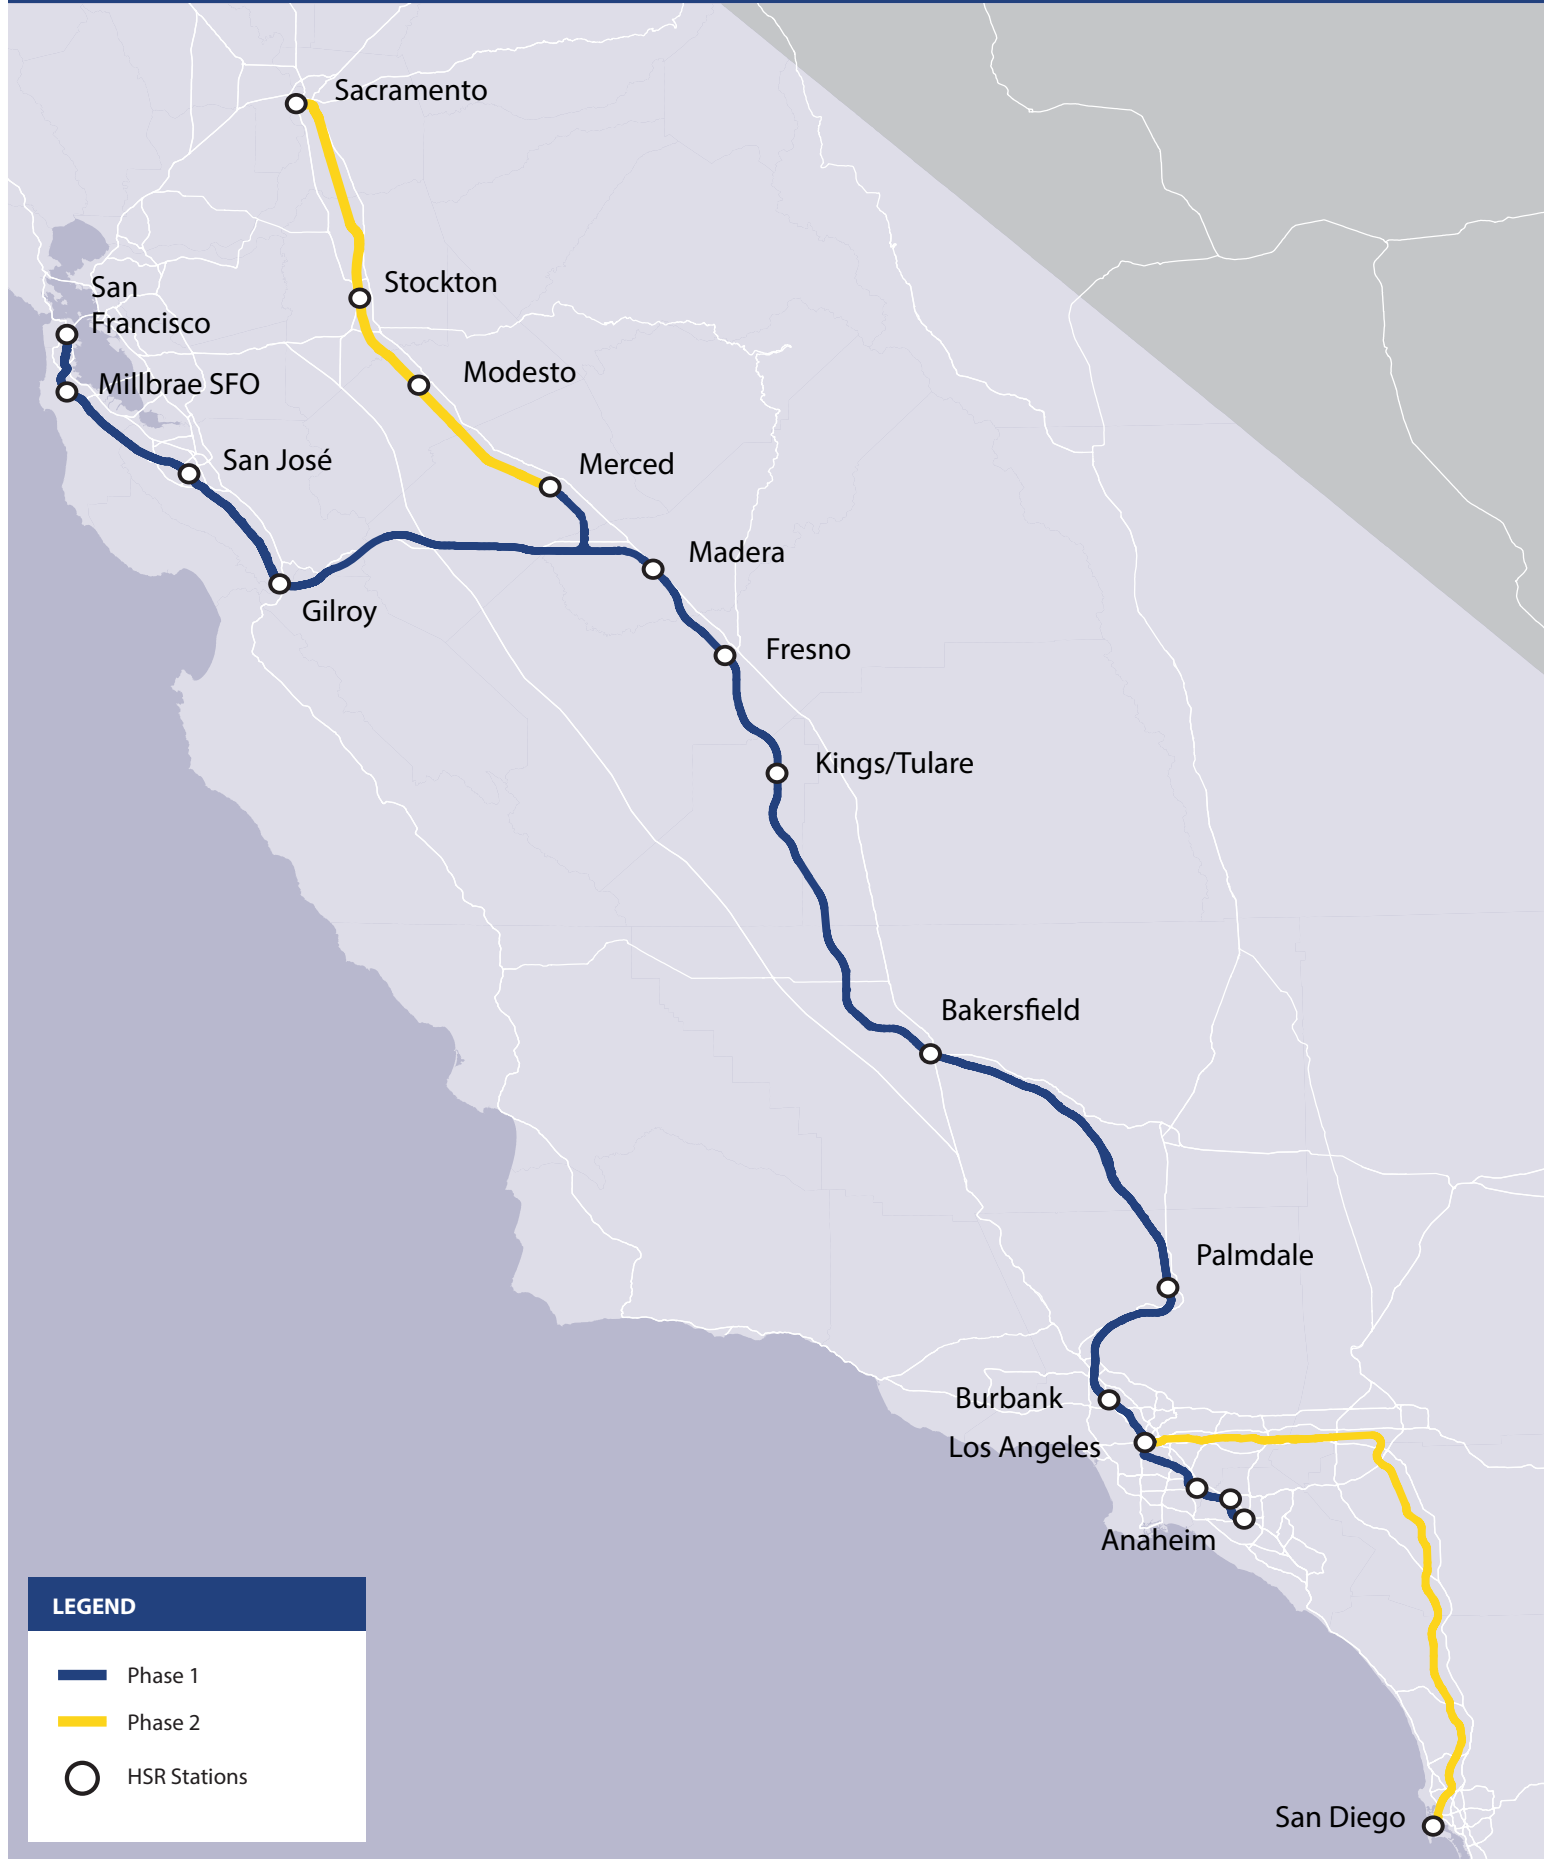 Sacramento
Stockton
San
Francisco
Modesto
Millbrae SFO
San José
Merced
Madera
Gilroy
Fresno
Kings/Tulare
Bakersfield
Palmdale
Burbank
Los Angeles
Anaheim
San Diego
LEGEND
Phase 1
Phase 2
HSR Stations